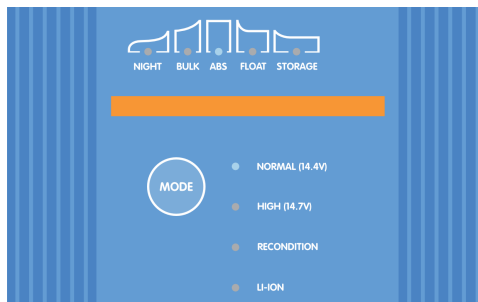 NIGHT BULK ABS FLOAT STORAGE
NORMAL (14.4V)
MODE
HIGH (14.7V)
RECONDITION
LI-ION